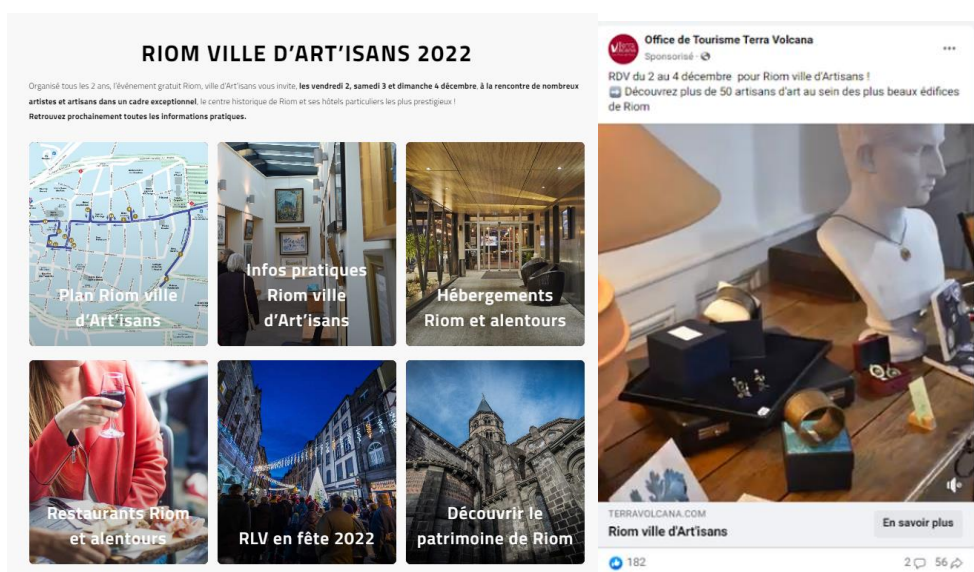 RIOM VILLE D'ART'ISANS 2022
Organisé tous les 2 ans, l'événement gratuit Riom, ville d'Art'isans vous invite, les vendredi 2, samedi 3 et dimanche 4 décembre, à la rencontre de nombreux
artistes et artisans dans un cadre exceptionnel, le centre historique de Riom et ses hôtels particuliers les plus prestigieux !
Retrouvez prochainement toutes les informations pratiques.
Plan Riom ville
d'Art'isans
Infos pratiques
Riom ville
d'Art'isans
Hébergements
Riom et alentours
Restaurants Riom
et alentours
RLV en fête 2022
Découvrir le
patrimoine de Riom
Office de Tourisme Terra Volcana
Sponsorisé
RDV du 2 au 4 décembre pour Riom ville d'Artisans !
Découvrez plus de 50 artisans d'art au sein des plus beaux édifices
de Riom
TERRAVOLCANA.COM
Riom ville d'Art'isans
En savoir plus
182
2
56